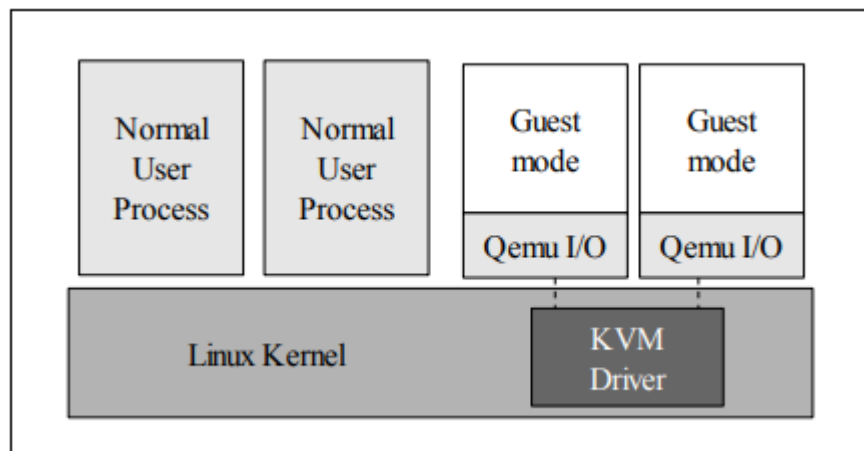 Normal
User
Process
Normal
User
Process
Guest
mode
Guest
mode
Qemu I/O
Qemu I/O
Linux Kernel
KVM
Driver